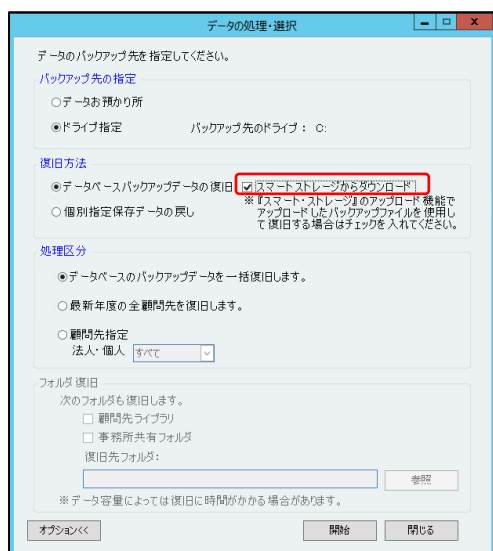 データの処理・選択
データのバックアップ先を指定してください。
バックアップ先の指定
データお預かり所
ドライブ指定 バックアップ先のドライブ： C:
復旧方法
データベースバックアップデータの復旧 スマートストレージからダウンロード
※『スマート・ストレージ』のアップロード機能で
アップロードしたバックアップファイルを使用し
て復旧する場合はチェックを入れてください。
個別指定保存データの戻し
処理区分
データベースのバックアップデータを一括復旧します。
最新年度の全顧問先を復旧します。
顧問先指定
法人・個人 すべて
フォルダ復旧
次のフォルダも復旧します。
顧問先ライブラリ
事務所共有フォルダ
復旧先フォルダ：
参照
※データ容量によっては復旧に時間がかかる場合があります。
オプション<< 開始 閉じる